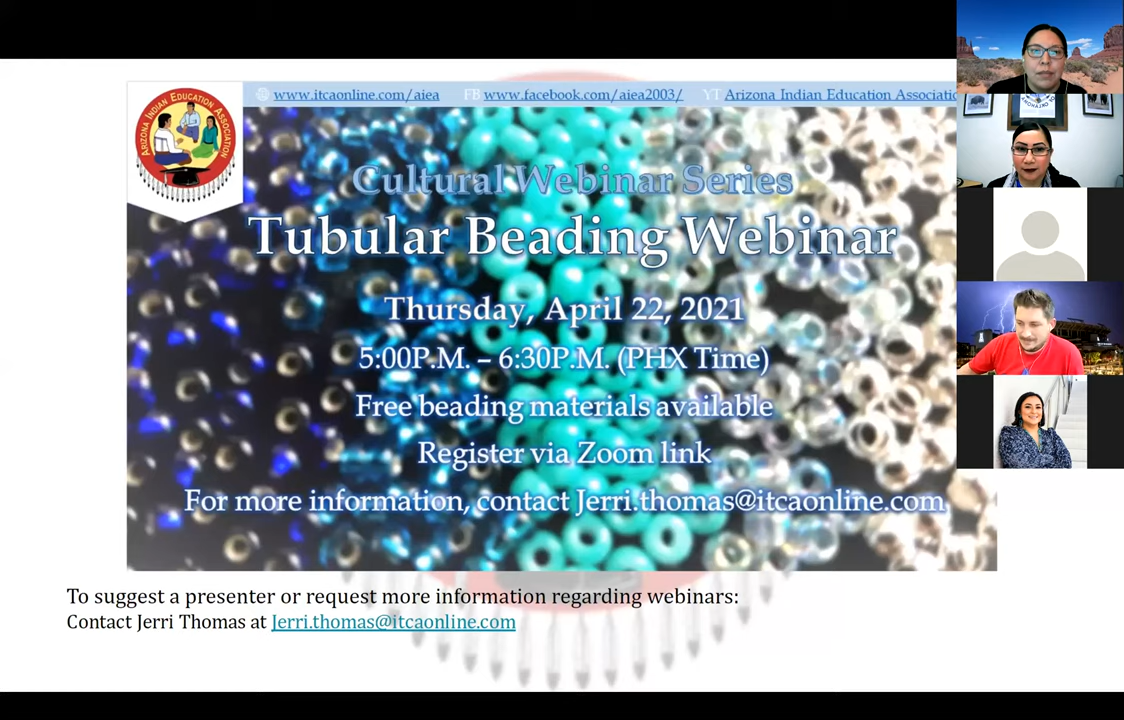 www.itcaonline.com/aiea FB www.facebook.com/aiea2003/ YT Arizona Indian Education Associatio
ARIZONA INDIAN EDUCATION ASSOCIATION
Cultural Webinar Series
Tubular Beading Webinar
Thursday, April 22, 2021
5:00P.M. – 6:30P.M. (PHX Time)
Free beading materials available
Register via Zoom link
For more information, contact Jerri.thomas@itcaonline.com
To suggest a presenter or request more information regarding webinars:
Contact Jerri Thomas at Jerri.thomas@itcaonline.com